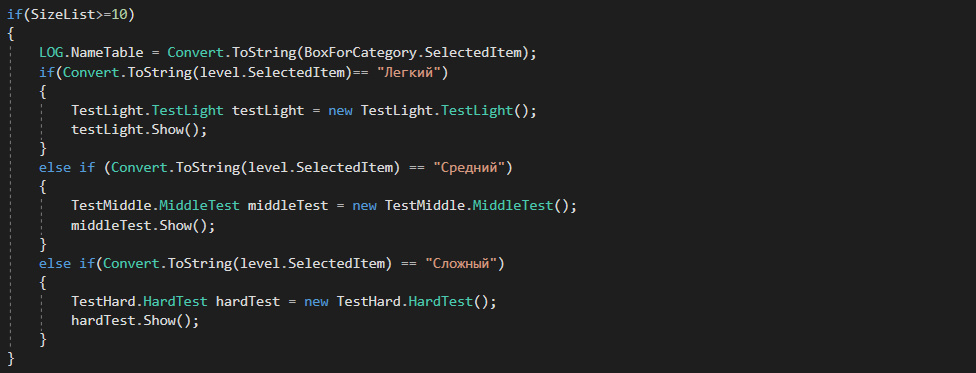 if(SizeList>=10)
{
LOG.NameTable = Convert.ToString(BoxForCategory.SelectedItem);
if(Convert.ToString(level.SelectedItem)== "Легкий")
{
TestLight.TestLight testLight = new TestLight.TestLight();
testLight.Show();
}
else if (Convert.ToString(level.SelectedItem) == "Средний")
{
TestMiddle.MiddleTest middleTest = new TestMiddle.MiddleTest();
middleTest.Show();
}
else if(Convert.ToString(level.SelectedItem) == "Сложный")
{
TestHard.HardTest hardTest = new TestHard.HardTest();
hardTest.Show();
}
}